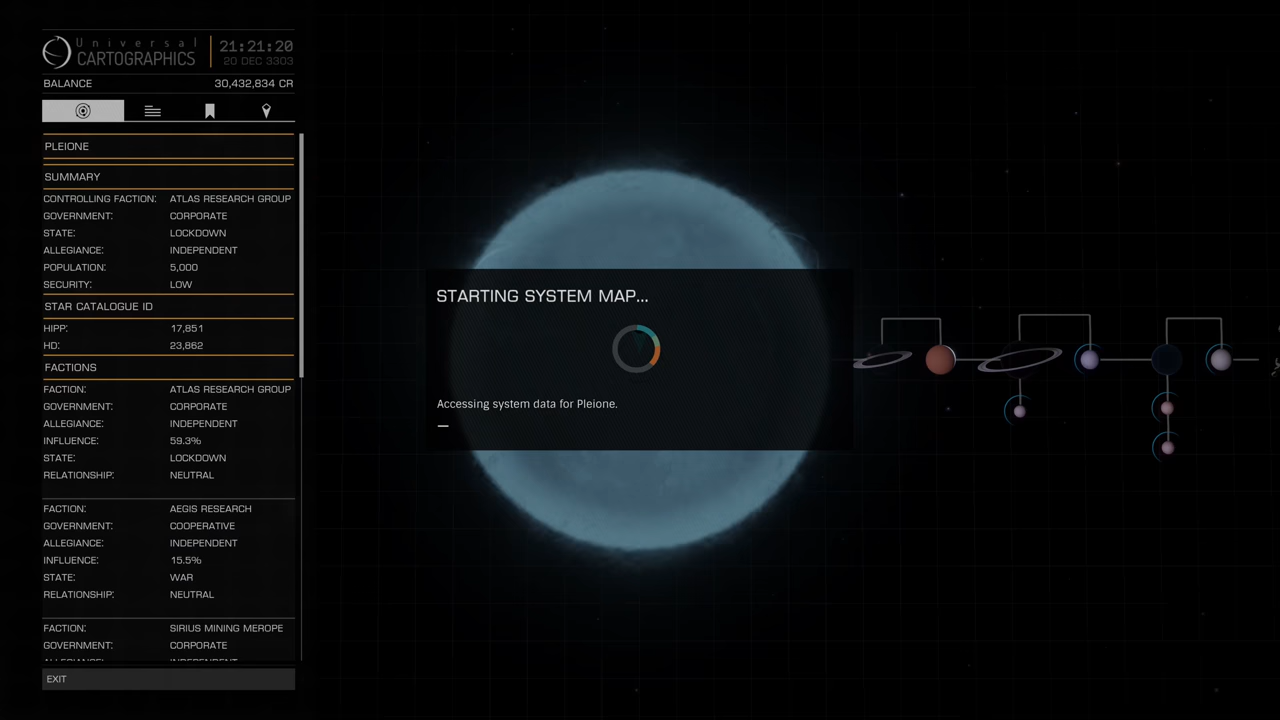 Universal
CARTOGRAPHICS
21:21:20
20 DEC 3303
BALANCE 30,432,834 CR
PLEIONE
SUMMARY
CONTROLLING FACTION: ATLAS RESEARCH GROUP
GOVERNMENT: CORPORATE
STATE: LOCKDOWN
ALLEGIANCE: INDEPENDENT
POPULATION: 5,000
SECURITY: LOW
STAR CATALOGUE ID
HIPP: 17,851
HD: 23,862
FACTIONS
FACTION: ATLAS RESEARCH GROUP
GOVERNMENT: CORPORATE
ALLEGIANCE: INDEPENDENT
INFLUENCE: 59.3%
STATE: LOCKDOWN
RELATIONSHIP: NEUTRAL
FACTION: AEGIS RESEARCH
GOVERNMENT: COOPERATIVE
ALLEGIANCE: INDEPENDENT
INFLUENCE: 15.5%
STATE: WAR
RELATIONSHIP: NEUTRAL
FACTION: SIRIUS MINING MEROPE
GOVERNMENT: CORPORATE
ALLEGIANCE: INDEPENDENT
EXIT
STARTING SYSTEM MAP...
Accessing system data for Pleione.